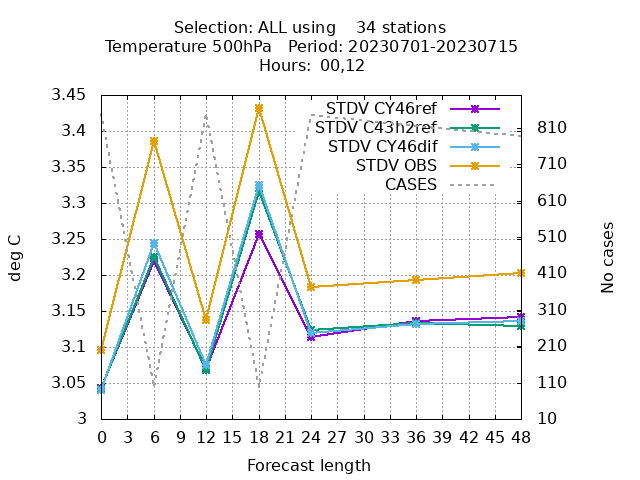 Selection: ALL using    34 stations
Temperature 500hPa   Period: 20230701-20230715
Hours: 00,12
3.45
3.4
3.35
3.3
3.25
3.2
3.15
3.1
3.05
3
deg C
STDV CY46ref
STDV C43h2ref
STDV CY46dif
STDV OBS
CASES
810
710
610
510
410
310
210
110
10
No cases
0 3 6 9 12 15 18 21 24 27 30 33 36 39 42 45 48
Forecast length